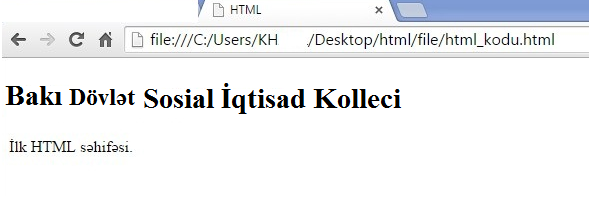 HTML
file:///C:/Users/KH /Desktop/html/file/html_kodu.html
Bakı Dövlət Sosial İqtisad Kolleci
İlk HTML səhifəsi.